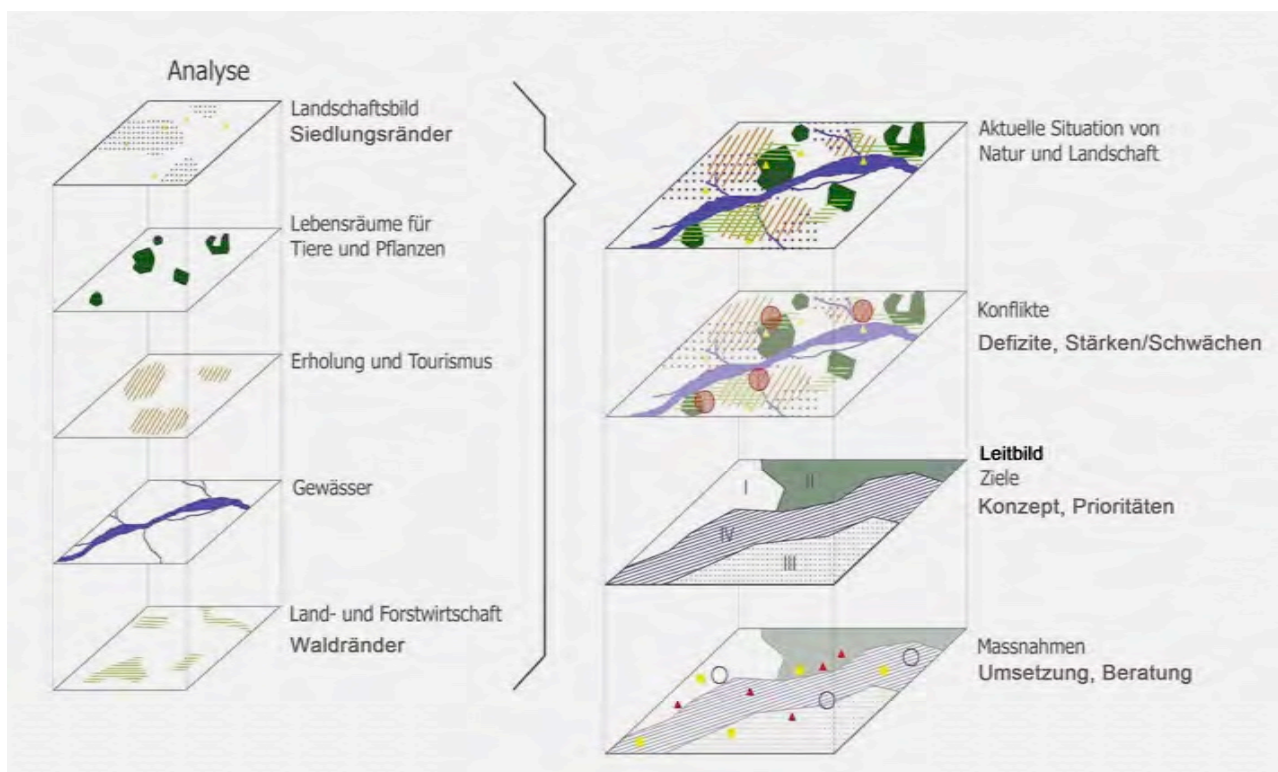 Analyse
Landschaftsbild
Siedlungsränder
Lebensräume für
Tiere und Pflanzen
Erholung und Tourismus
Gewässer
Land- und Forstwirtschaft
Waldränder
Aktuelle Situation von
Natur und Landschaft
Konflikte
Defizite, Stärken/Schwächen
Leitbild
Ziele
Konzept, Prioritäten
I
II
IV
III
Massnahmen
Umsetzung, Beratung